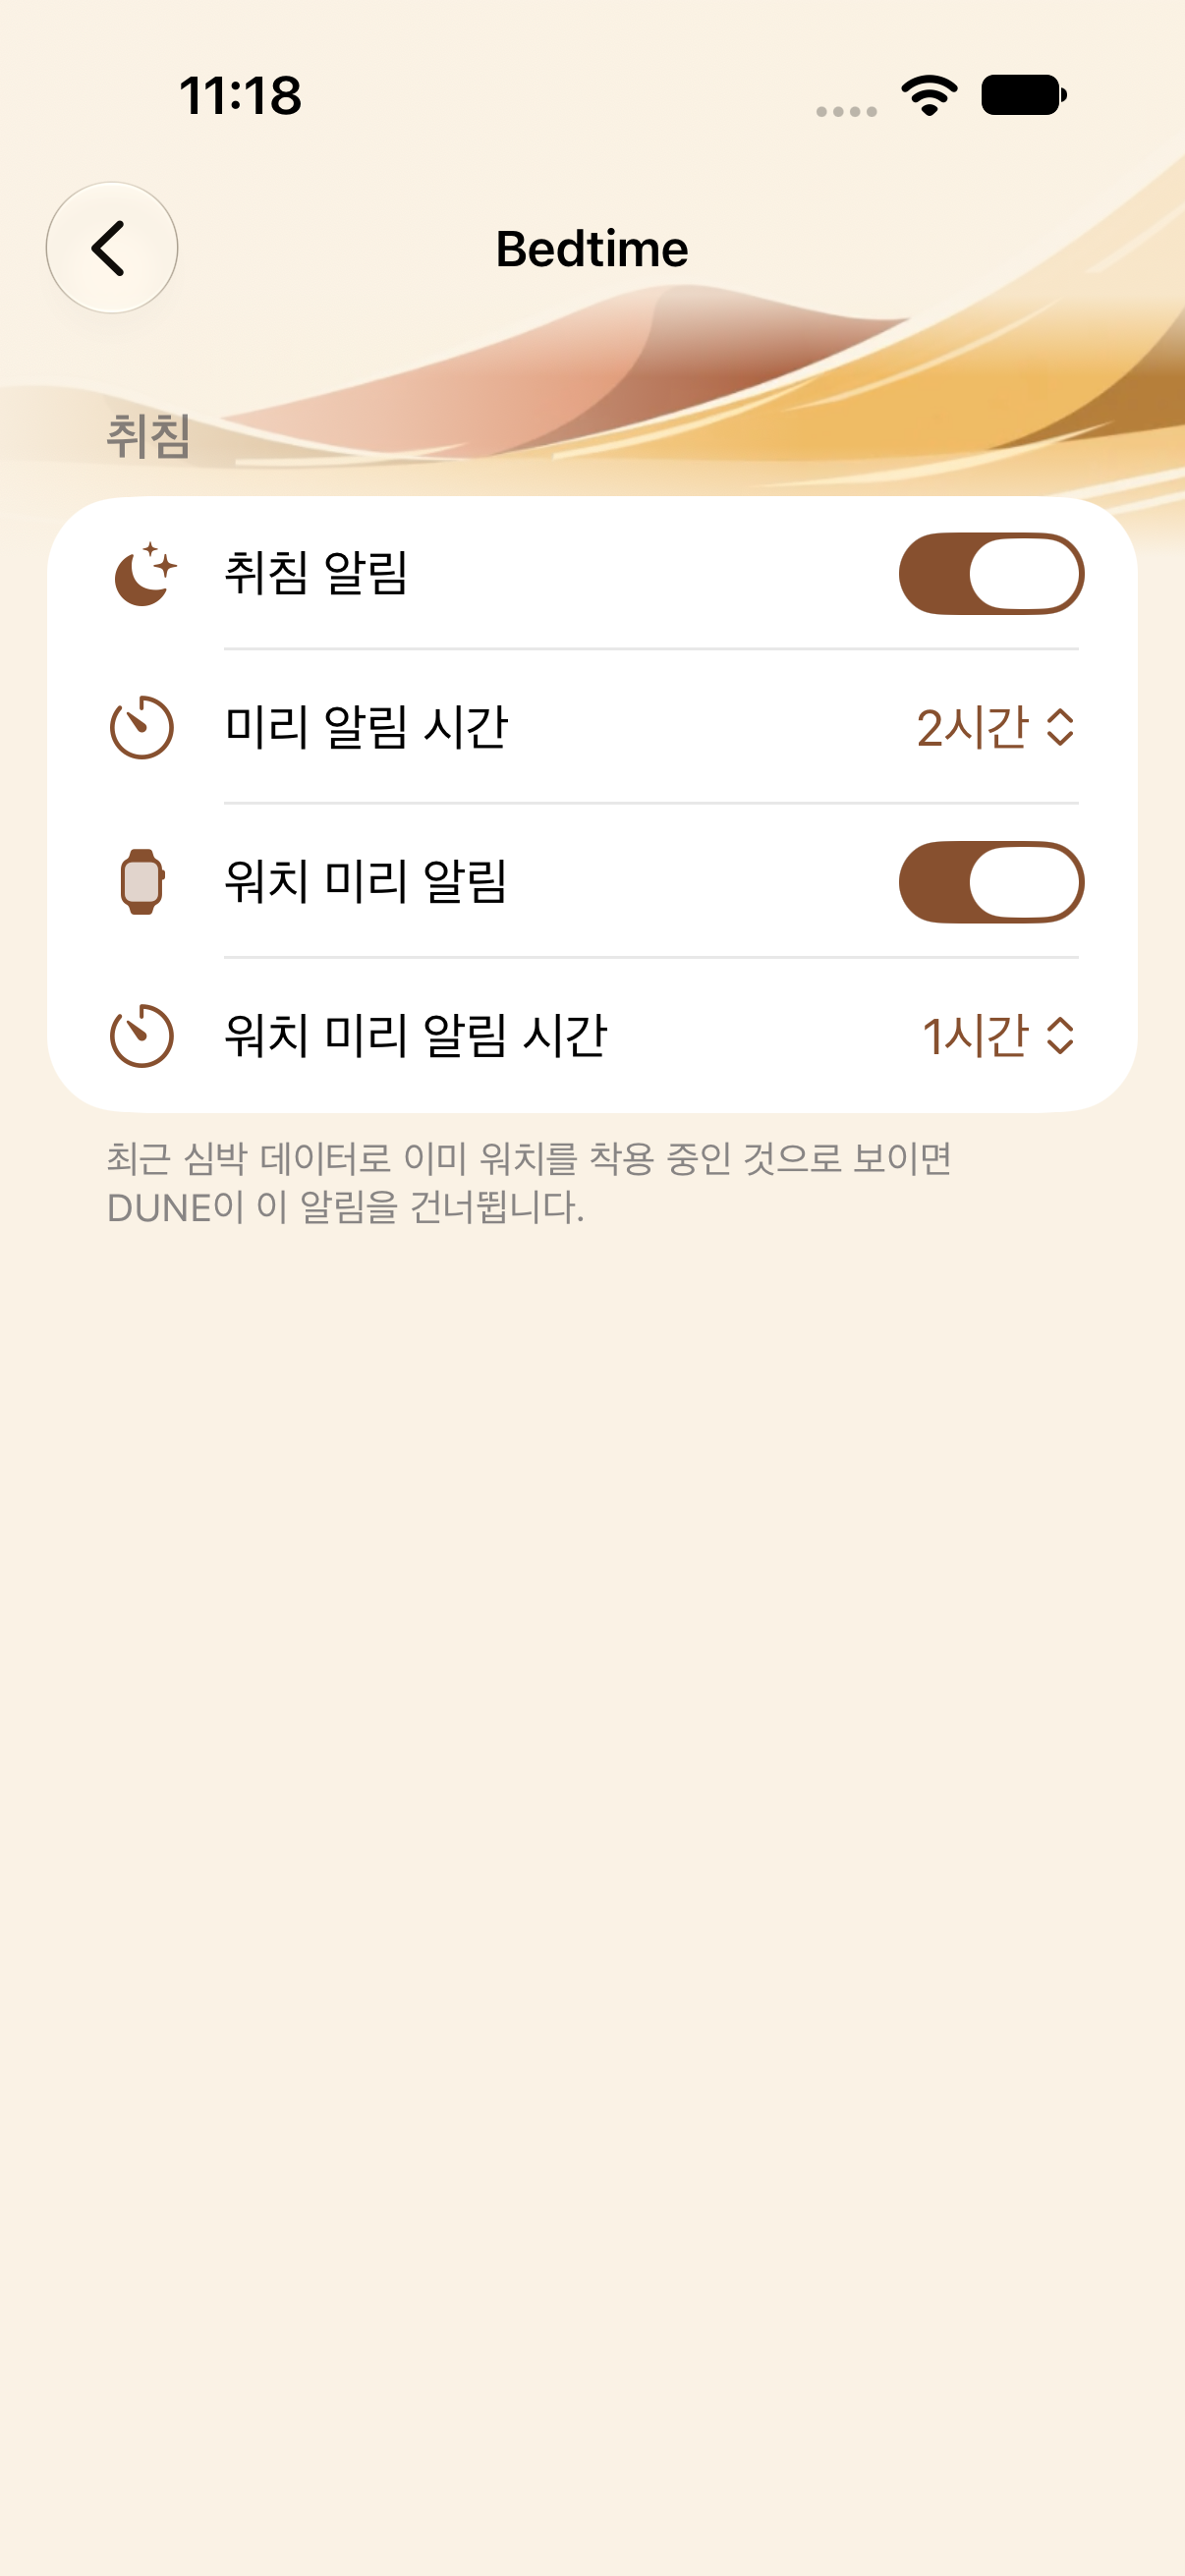 11:18
Bedtime
취침
취침 알림
미리 알림 시간
2시간
워치 미리 알림
워치 미리 알림 시간
1시간
최근 심박 데이터로 이미 워치를 착용 중인 것으로 보이면
DUNE이 이 알림을 건너뜁니다.